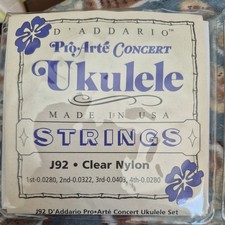 D'ADDARIO™
Pro·Arté CONCERT
Ukulele
MADE IN USA
STRINGS
J92 • Clear Nylon
1st-0.0280, 2nd-0.0322, 3rd-0.0403, 4th-0.0280
J92 D'Addario Pro•Arté Concert Ukulele Set